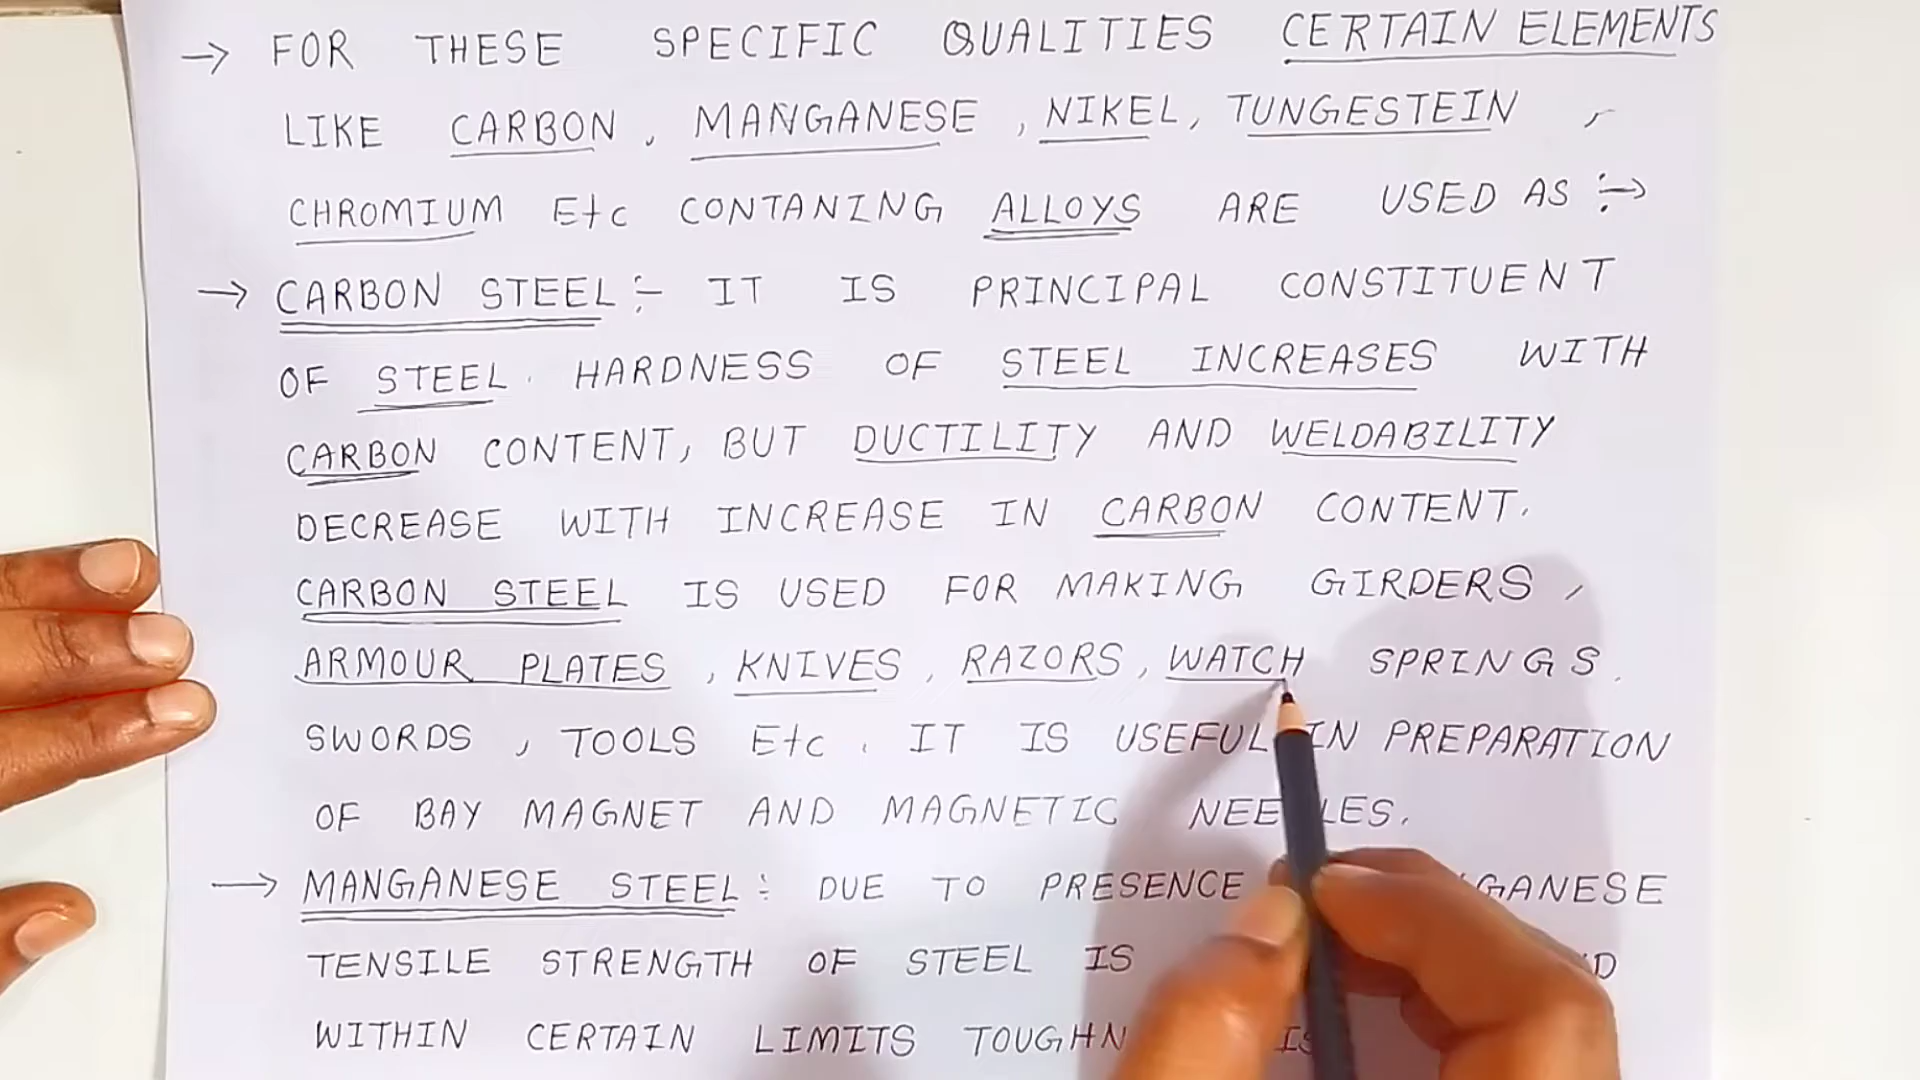 → FOR THESE SPECIFIC QUALITIES CERTAIN ELEMENTS
LIKE CARBON, MANGANESE, NIKEL, TUNGESTEIN,
CHROMIUM Etc CONTANING ALLOYS ARE USED AS :→
→ CARBON STEEL :- IT IS PRINCIPAL CONSTITUENT
OF STEEL. HARDNESS OF STEEL INCREASES WITH
CARBON CONTENT, BUT DUCTILITY AND WELDABILITY
DECREASE WITH INCREASE IN CARBON CONTENT.
CARBON STEEL IS USED FOR MAKING GIRDERS,
ARMOUR PLATES, KNIVES, RAZORS, WATCH SPRINGS.
SWORDS, TOOLS Etc. IT IS USEFUL IN PREPARATION
OF BAY MAGNET AND MAGNETIC NEEDLES.
→ MANGANESE STEEL : DUE TO PRESENCE
TENSILE STRENGTH OF STEEL IS
WITHIN CERTAIN LIMITS